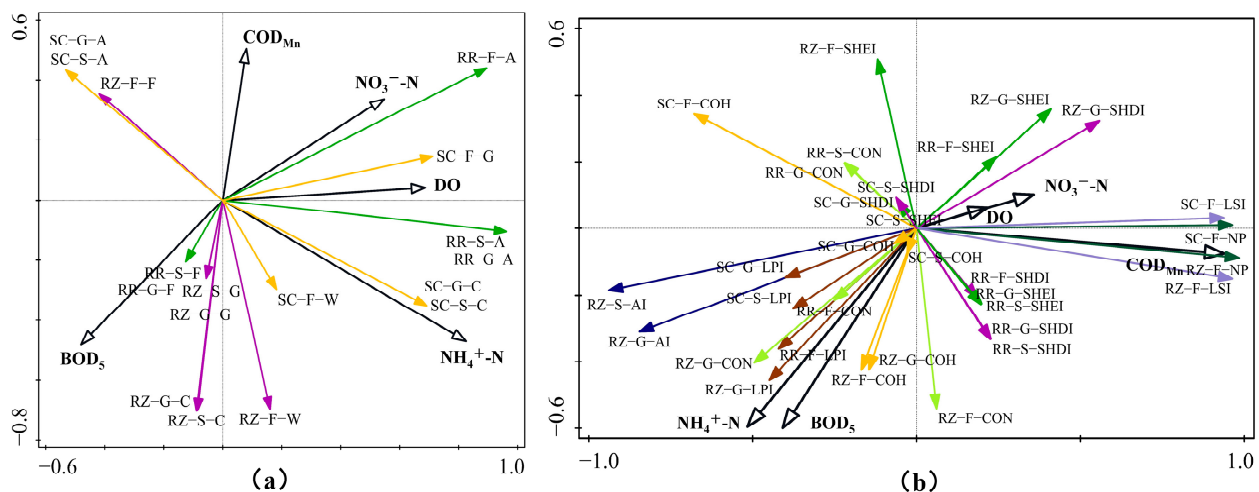 0.6
SC–G–A
SC–S–A
RZ–F–F
COD_Mn
NO3⁻-N
RR–F–A
SC F G
DO
RR–S–A
RR G A
RR–S–F
RR–G–F
RZ S G
RZ G G
SC–F–W
SC–G–C
SC–S–C
BOD5
NH4⁺-N
RZ–G–C
RZ–S–C
RZ–F–W
−0.8
−0.6
1.0
(a)
0.6
RZ–F–SHEI
SC–F–COH
RZ–G–SHEI
RZ–G–SHDI
RR–F–SHEI
RR–S–CON
RR–G–CON
SC–S–SHDI
SC–G–SHDI
NO3⁻-N
DO
SC–F–LSI
SC–S–SHEI
SC–F–NP
SC–G–COH
SC–S–COH
COD_Mn
RZ–F–NP
RZ–F–LSI
SC–G–LPI
RZ–S–AI
SC–S–LPI
RR–F–CON
RR–F–SHDI
RR–G–SHEI
RR–S–SHEI
RZ–G–AI
RR–G–SHDI
RR–S–SHDI
RZ–G–CON
RR–F–LPI
RZ–G–COH
RZ–F–COH
RZ–G–LPI
RZ–F–CON
NH4⁺-N
BOD5
−0.6
−1.0
1.0
(b)